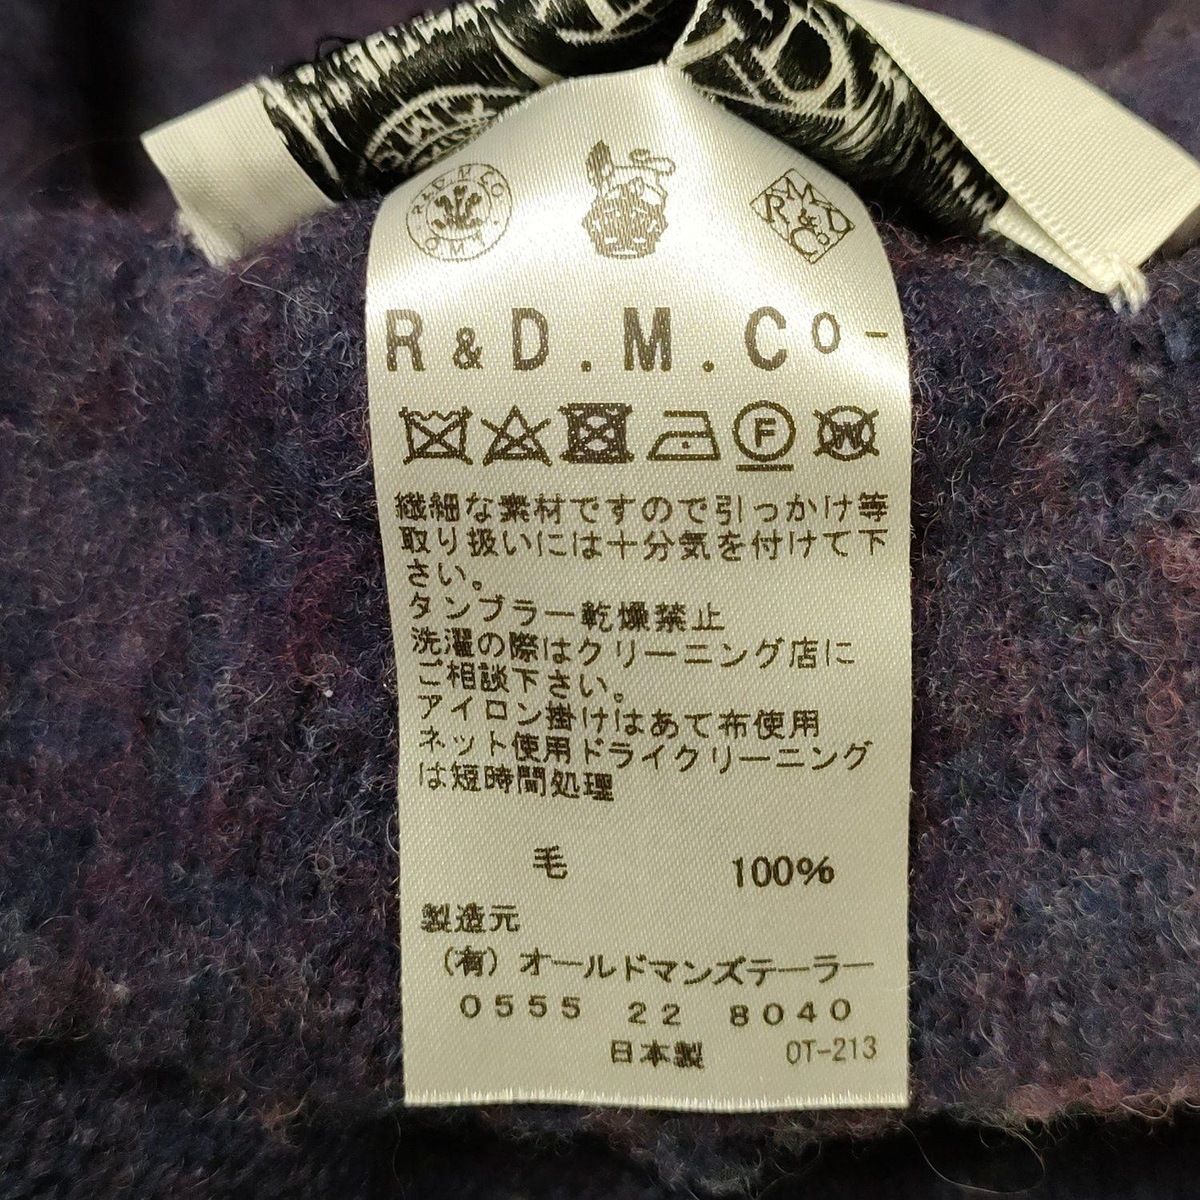 R.&D.M.CO
O.M.T.
R.M.
R&D
Co.
R&D.M.Co-
F
W
繊細な素材ですので引っかけ等
取り扱いには十分気を付けて下
さい。
タンブラー乾燥禁止
洗濯の際はクリーニング店に
ご相談下さい。
アイロン掛けはあて布使用
ネット使用ドライクリーニング
は短時間処理
毛 100%
製造元
(有)オールドマンズテーラー
0555 22 8040
日本製 OT-213